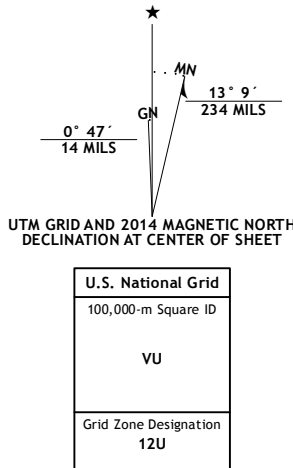 MN
GN
13° 9´
234 MILS
0° 47´
14 MILS
UTM GRID AND 2014 MAGNETIC NORTH
DECLINATION AT CENTER OF SHEET
U.S. National Grid
100,000-m Square ID
VU
Grid Zone Designation
12U